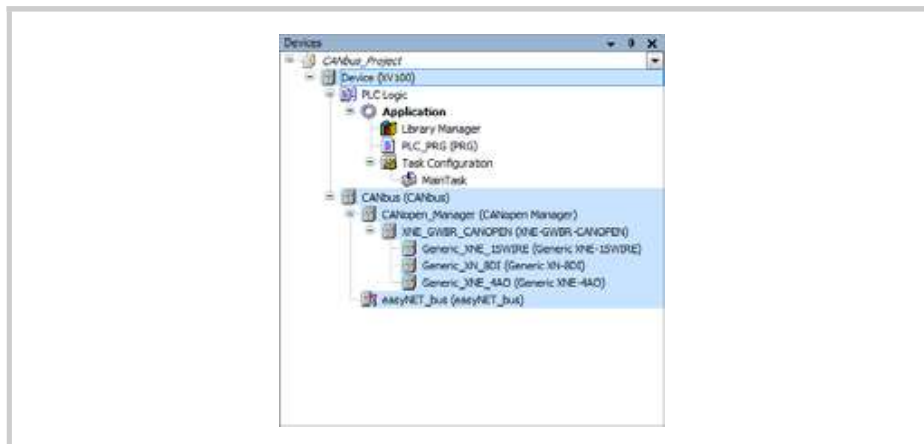 Devices
CANbus_Project
Device (XV100)
PLC Logic
Application
Library Manager
PLC_PRG (PRG)
Task Configuration
MainTask
CANbus (CANbus)
CANopen_Manager (CANopen Manager)
XNE_GWBR_CANOPEN (XNE-GWBR-CANOPEN)
Generic_XNE_1SWIRE (Generic XNE-1SWIRE)
Generic_XN_8DI (Generic XN-8DI)
Generic_XNE_4AO (Generic XNE-4AO)
easyNET_bus (easyNET_bus)